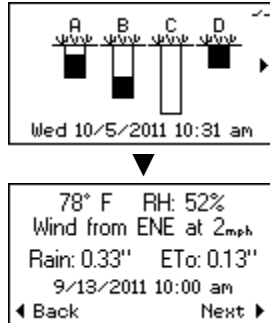 A B C D
Wed 10/5/2011 10:31 am
78° F RH: 52%
Wind from ENE at 2mph
Rain: 0.33" ETo: 0.13"
9/13/2011 10:00 am
Back Next